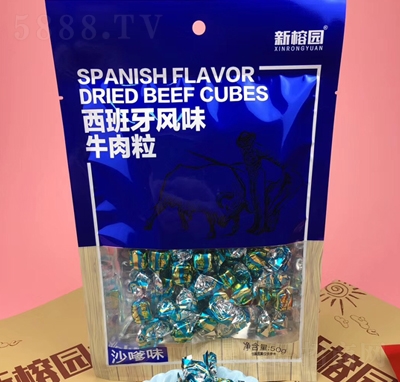 5888.TV
新榕园
XINRONGYUAN
SPANISH FLAVOR
DRIED BEEF CUBES
西班牙风味
牛肉粒
沙嗲味
净含量:50g
新榕园